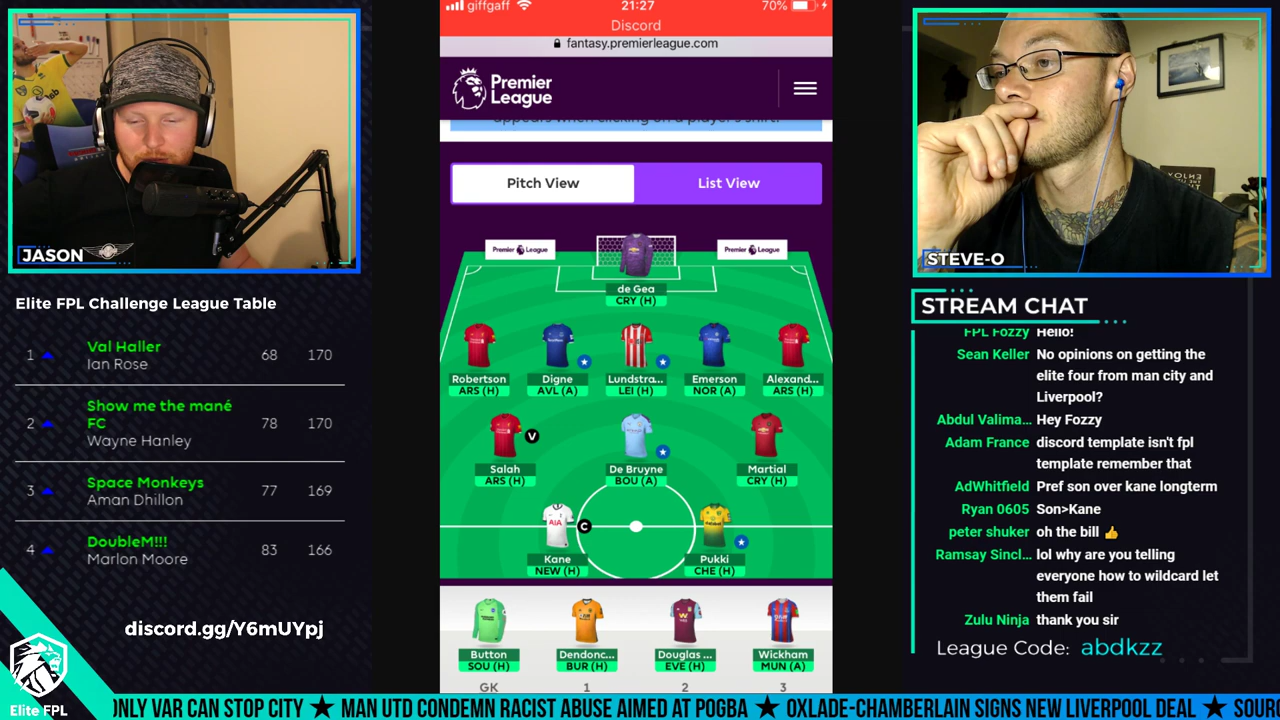 JASON
Elite FPL Challenge League Table
1 Val Haller 68 170
Ian Rose
2 Show me the mané FC 78 170
Wayne Hanley
3 Space Monkeys 77 169
Aman Dhillon
4 DoubleM!!! 83 166
Marlon Moore
discord.gg/Y6mUYpj
Elite FPL
giffgaff 21:27 70%
Discord
fantasy.premierleague.com
Premier
League
appears when clicking on a player's shirt.
Pitch View List View
Premier League Premier League
de Gea
CRY (H)
Robertson Digne Lundstra... Emerson Alexand...
ARS (H) AVL (A) LEI (H) NOR (A) ARS (H)
V
Salah De Bruyne Martial
ARS (H) BOU (A) CRY (H)
AIA
C
Kane Pukki
NEW (H) CHE (H)
Button Dendonc... Douglas ... Wickham
SOU (H) BUR (H) EVE (H) MUN (A)
GK 1 2 3
STEVE-O
STREAM CHAT
FPL Fozzy Hello!
Sean Keller No opinions on getting the
elite four from man city and
Liverpool?
Abdul Valima... Hey Fozzy
Adam France discord template isn't fpl
template remember that
AdWhitfield Pref son over kane longterm
Ryan 0605 Son>Kane
peter shuker oh the bill 👍
Ramsay Sincl... lol why are you telling
everyone how to wildcard let
them fail
Zulu Ninja thank you sir
League Code: abdkzz
ONLY VAR CAN STOP CITY ★ MAN UTD CONDEMN RACIST ABUSE AIMED AT POGBA ★ OXLADE-CHAMBERLAIN SIGNS NEW LIVERPOOL DEAL ★ SOUR